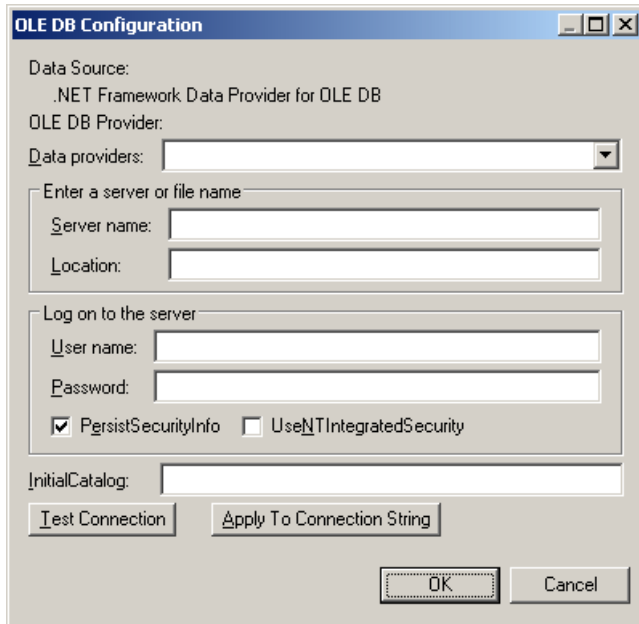 OLE DB Configuration
Data Source:
.NET Framework Data Provider for OLE DB
OLE DB Provider:
Data providers:
Enter a server or file name
Server name:
Location:
Log on to the server
User name:
Password:
PersistSecurityInfo UseNTIntegratedSecurity
InitialCatalog:
Test Connection Apply To Connection String
OK Cancel